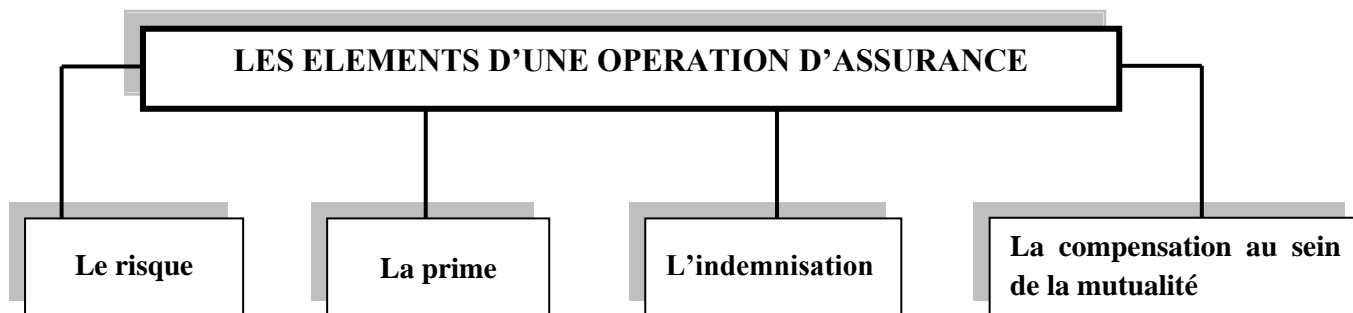 LES ELEMENTS D’UNE OPERATION D’ASSURANCE
Le risque
La prime
L’indemnisation
La compensation au sein
de la mutualité